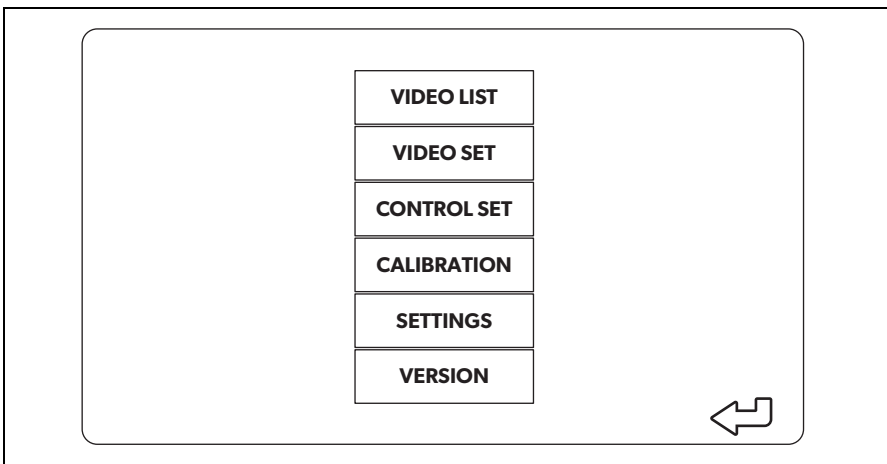 VIDEO LIST
VIDEO SET
CONTROL SET
CALIBRATION
SETTINGS
VERSION